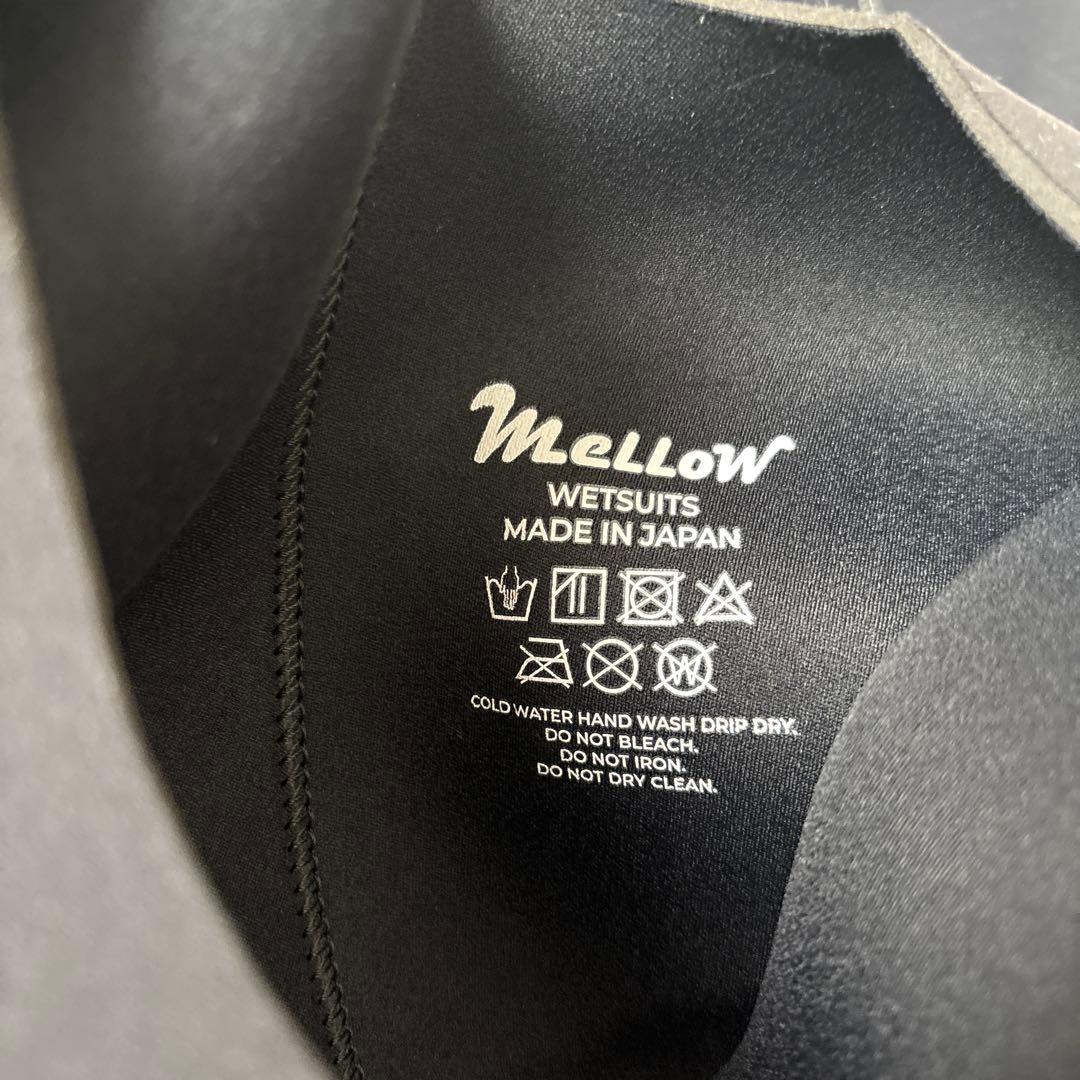 mellow
WETSUITS
MADE IN JAPAN
W
COLD WATER HAND WASH DRIP DRY.
DO NOT BLEACH.
DO NOT IRON.
DO NOT DRY CLEAN.